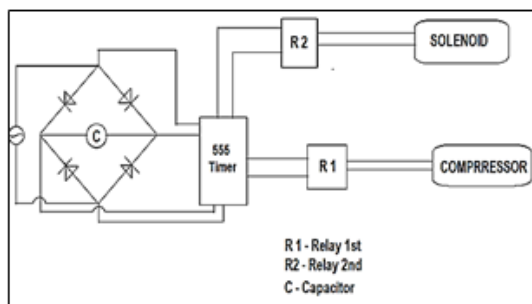 R 2
SOLENOID
C
555
Timer
R 1
COMPRRESSOR
R 1 - Relay 1st
R2 - Relay 2nd
C - Capacitor